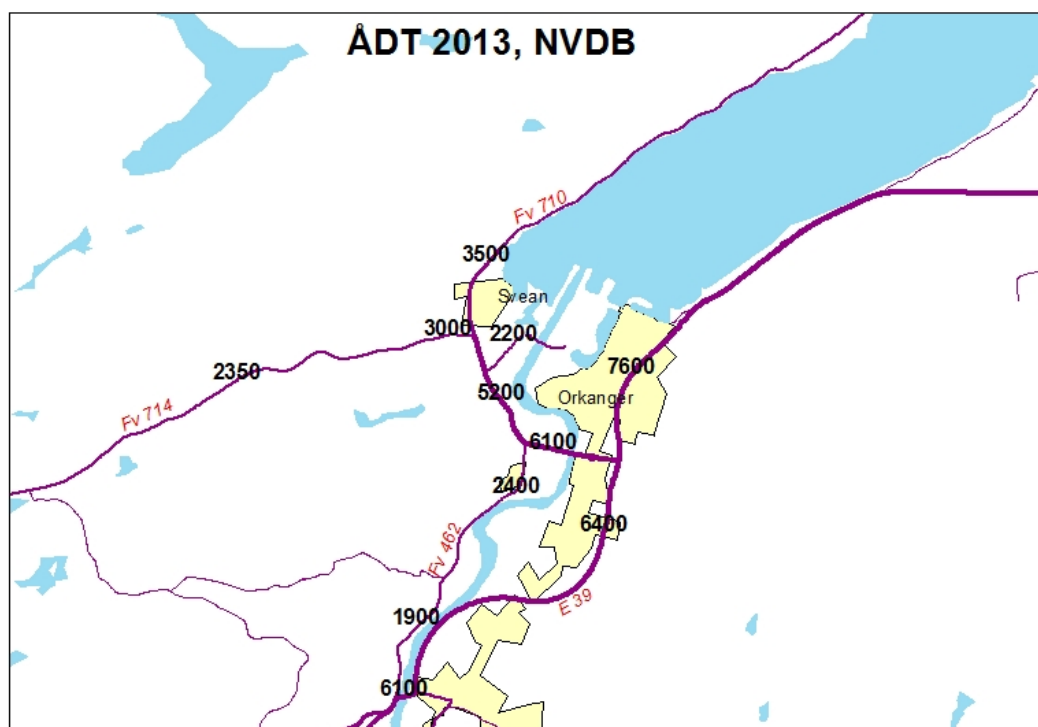 ÅDT 2013, NVDB
Fv 710
3500
Svean
3000
2200
2350
7600
5200
Orkanger
Fv 714
6100
2400
6400
Fv 462
E 39
1900
6100